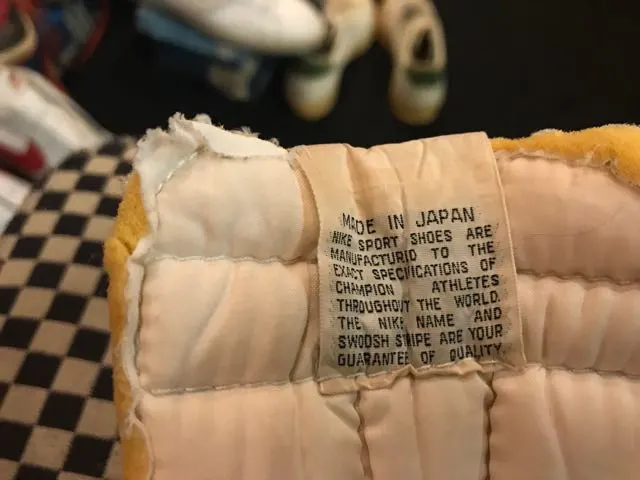 MADE IN JAPAN
NIKE SPORT SHOES ARE
MANUFACTURID TO THE
EXACT SPECIFICATIONS OF
CHAMPION ATHLETES
THROUGHOUT THE WORLD.
THE NIKE NAME AND
SWOOSH STRIPE ARE YOUR
GUARANTEE OF QUALITY.